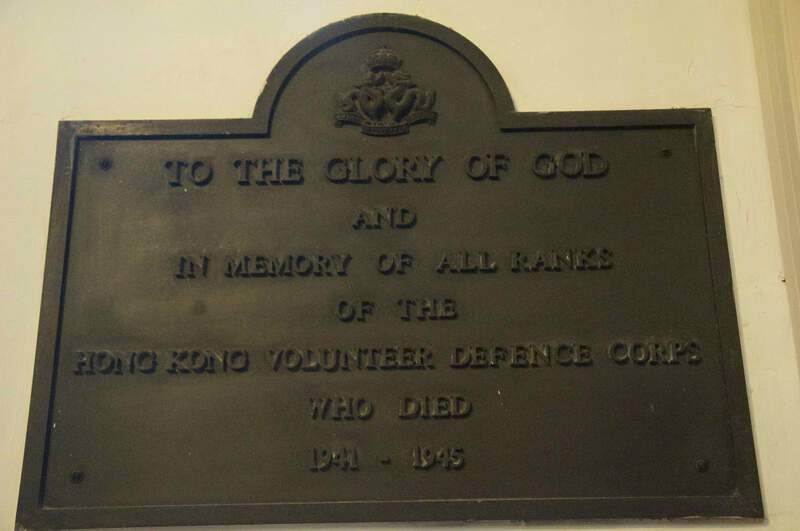 TO THE GLORY OF GOD
AND
IN MEMORY OF ALL RANKS
OF THE
HONG KONG VOLUNTEER DEFENCE CORPS
WHO DIED
1941 - 1945